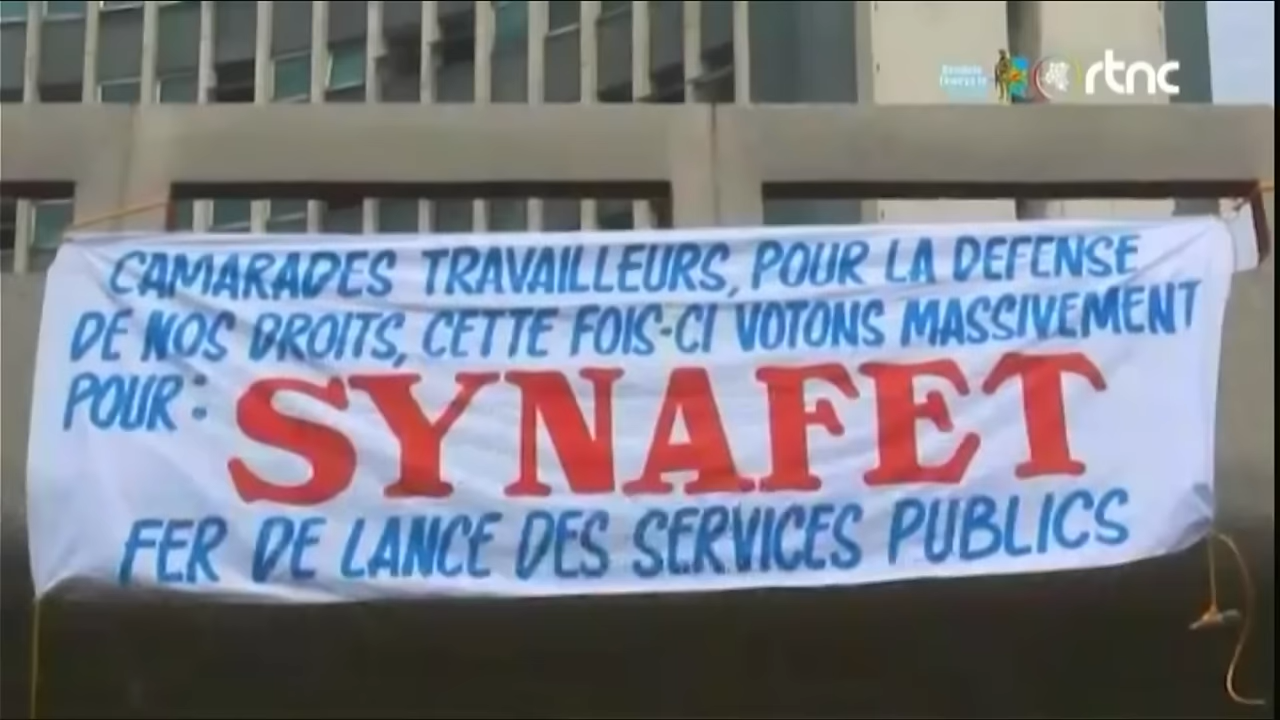 rtnc
CAMARADES TRAVAILLEURS, POUR LA DEFENSE
DE NOS DROITS, CETTE FOIS-CI VOTONS MASSIVEMENT
POUR:
SYNAFET
FER DE LANCE DES SERVICES PUBLICS